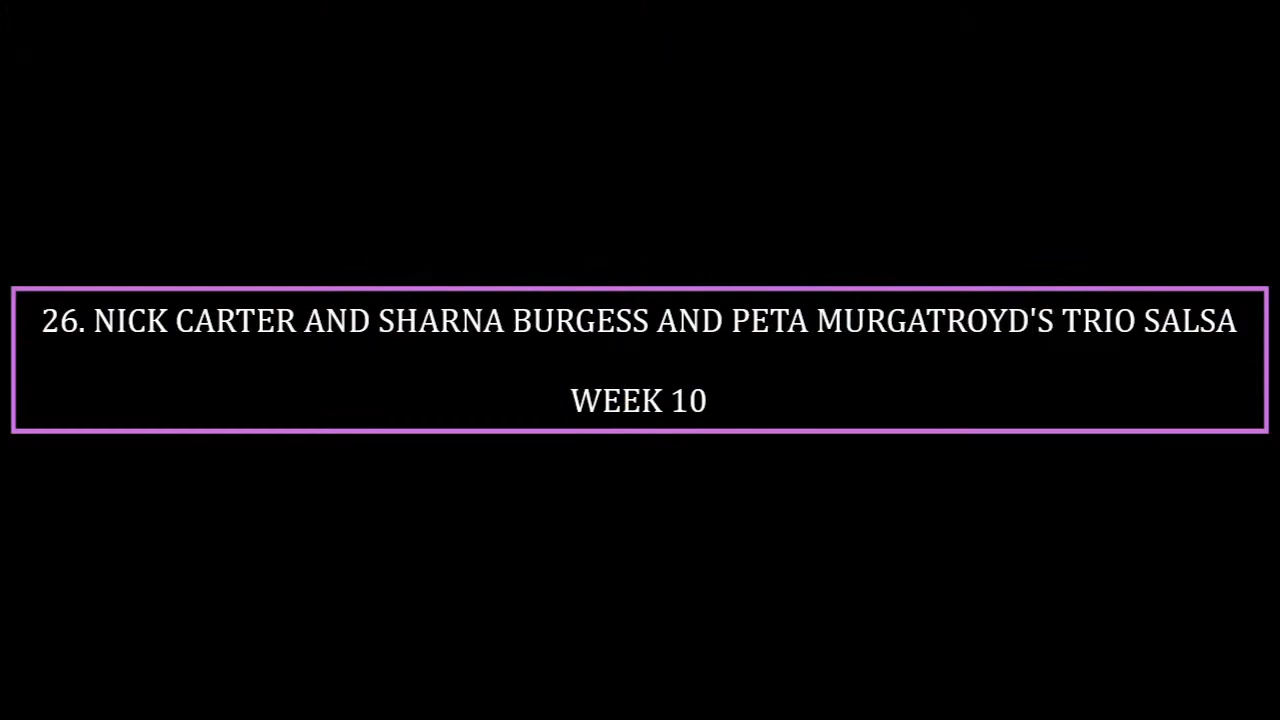 26. NICK CARTER AND SHARNA BURGESS AND PETA MURGATROYD'S TRIO SALSA
WEEK 10